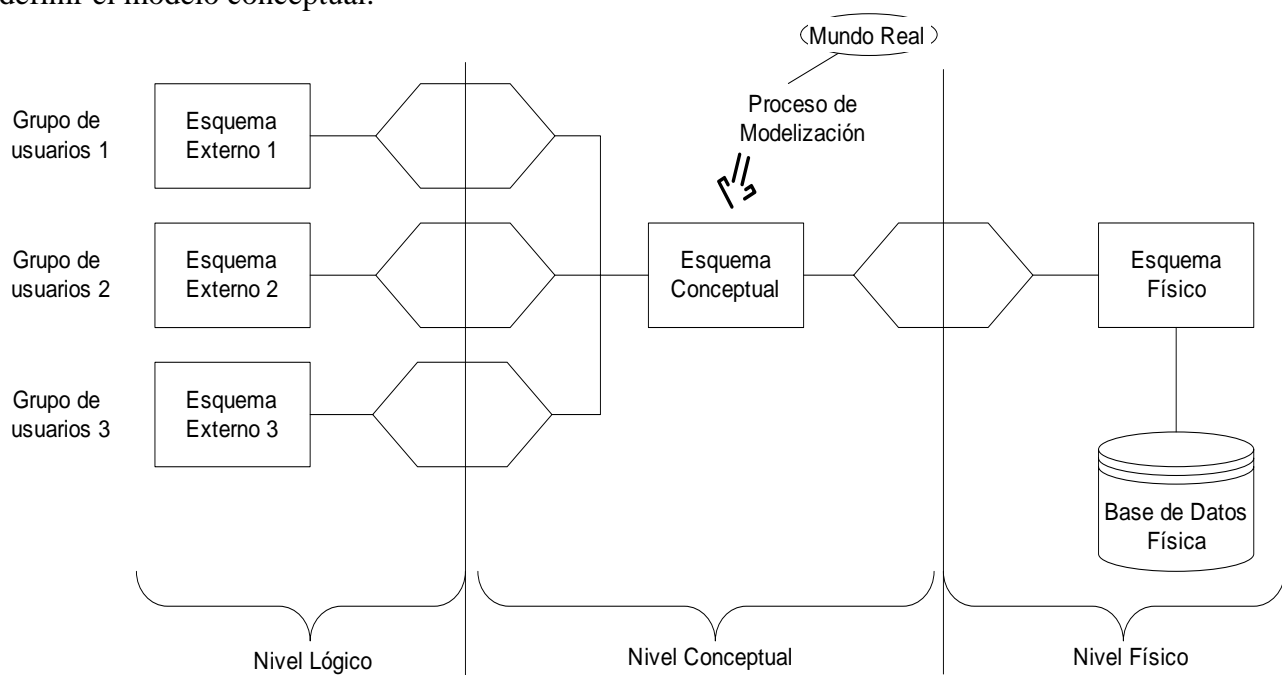 definir el modelo conceptual.
Mundo Real
Proceso de
Modelización
Grupo de
usuarios 1
Esquema
Externo 1
Grupo de
usuarios 2
Esquema
Externo 2
Esquema
Conceptual
Esquema
Físico
Grupo de
usuarios 3
Esquema
Externo 3
Base de Datos
Física
Nivel Lógico
Nivel Conceptual
Nivel Físico